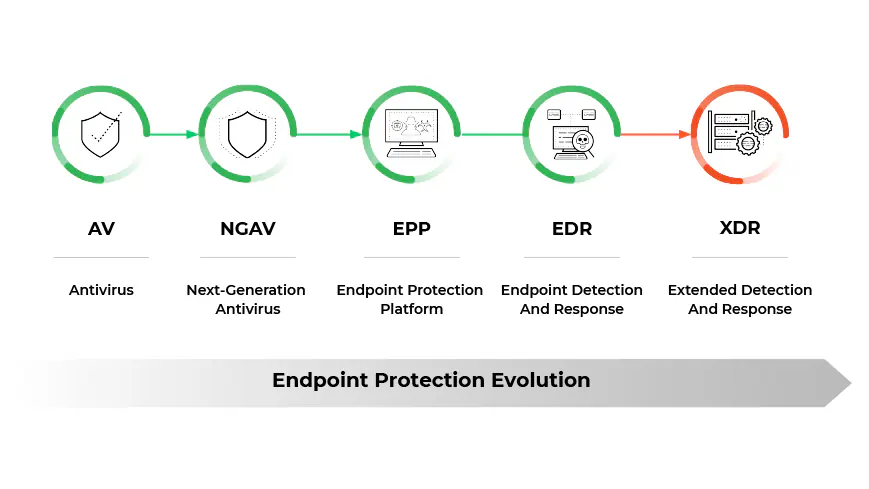 AV
NGAV
EPP
EDR
XDR
Antivirus
Next-Generation
Antivirus
Endpoint Protection
Platform
Endpoint Detection
And Response
Extended Detection
And Response
Endpoint Protection Evolution